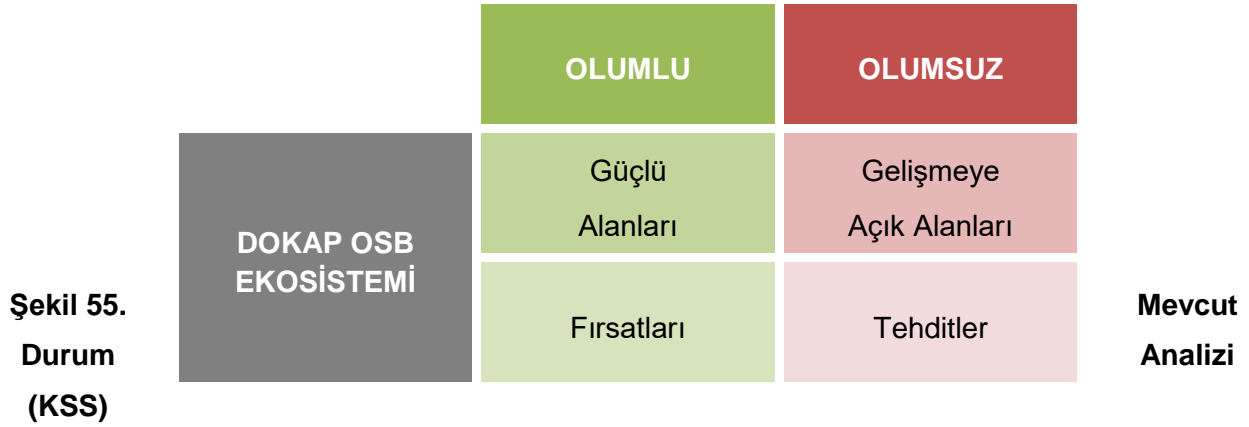 OLUMLU
OLUMSUZ
DOKAP OSB
EKOSİSTEMİ
Güçlü
Alanları
Gelişmeye
Açık Alanları
Fırsatları
Tehditler
Şekil 55.
Durum
(KSS)
Mevcut
Analizi